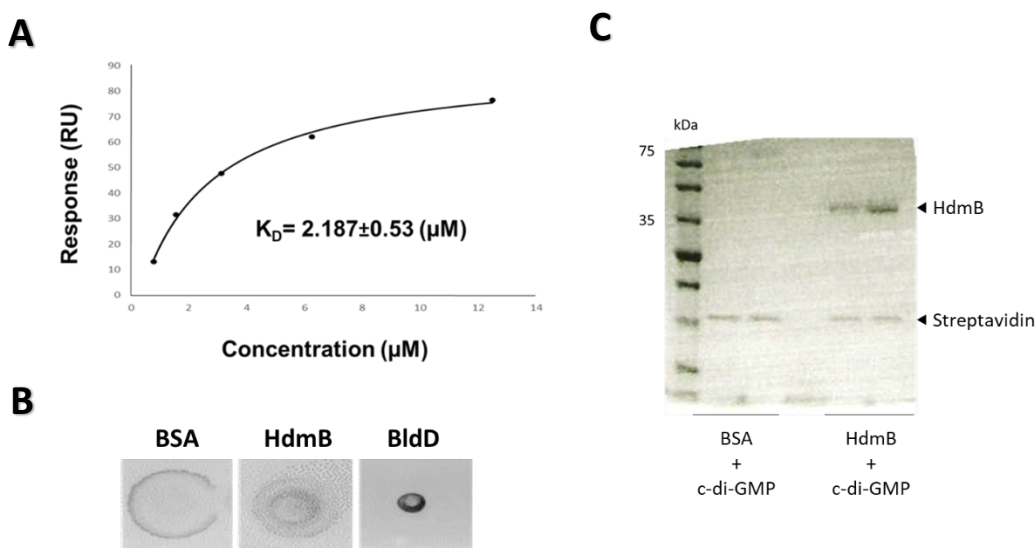 A
90
80
70
60
50
40
30
20
10
0
Response (RU)
K_D= 2.187±0.53 (µM)
0 2 4 6 8 10 12 14
Concentration (µM)
B
BSA HdmB BldD
C
kDa
75
35
HdmB
Streptavidin
BSA
+
c-di-GMP
HdmB
+
c-di-GMP